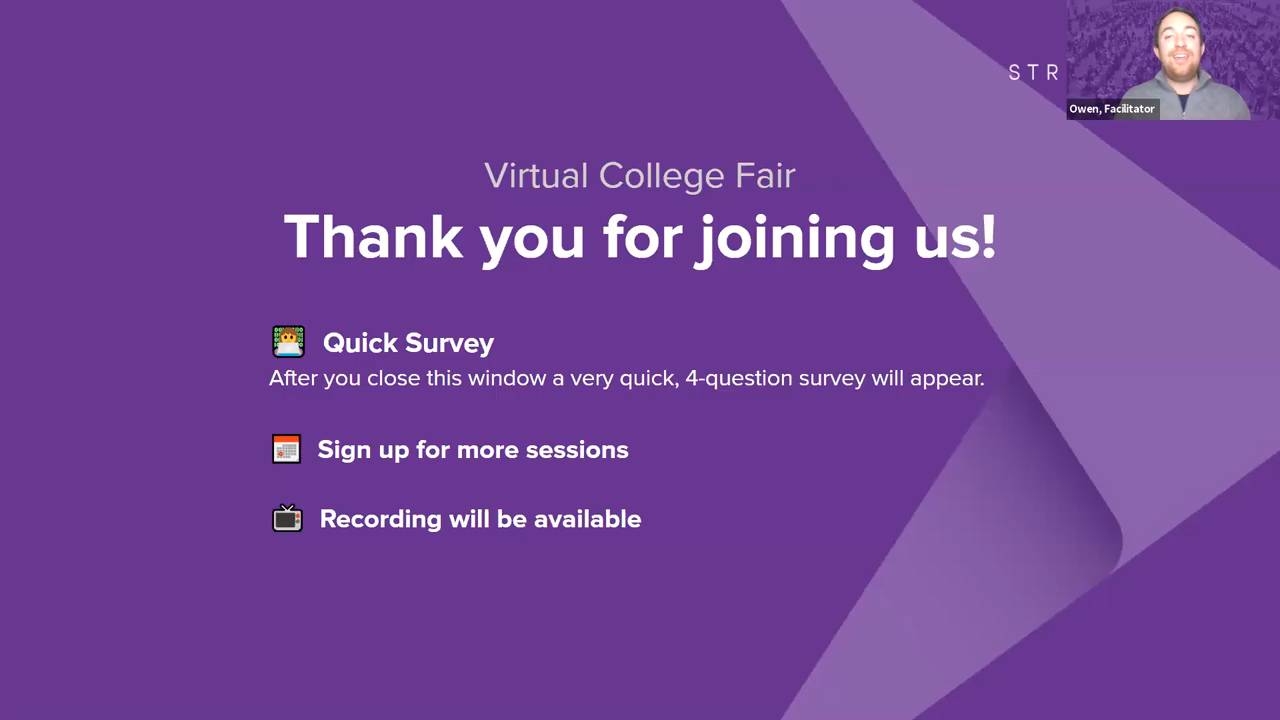 STR
Owen, Facilitator
Virtual College Fair
Thank you for joining us!
Quick Survey
After you close this window a very quick, 4-question survey will appear.
Sign up for more sessions
Recording will be available